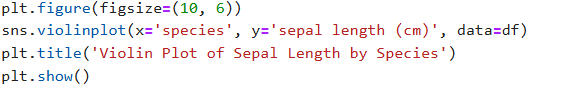 plt.figure(figsize=(10, 6))
sns.violinplot(x='species', y='sepal length (cm)', data=df)
plt.title('Violin Plot of Sepal Length by Species')
plt.show()